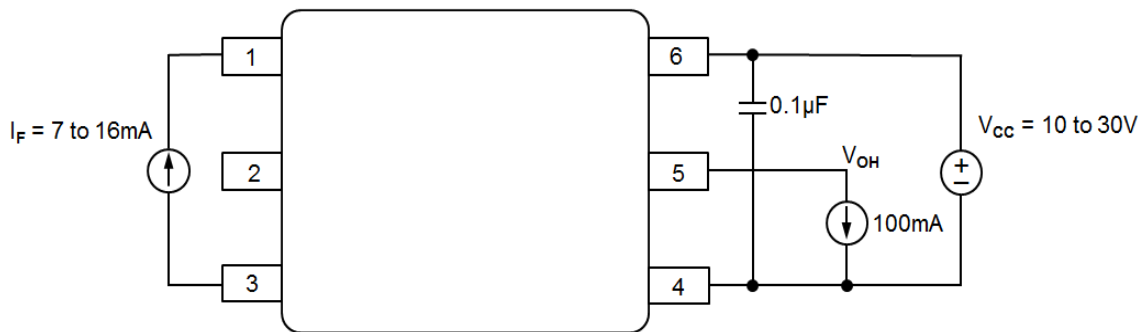 1
6
I_F = 7 to 16mA
0.1µF
V_CC = 10 to 30V
2
5
V_OH
+
−
100mA
3
4